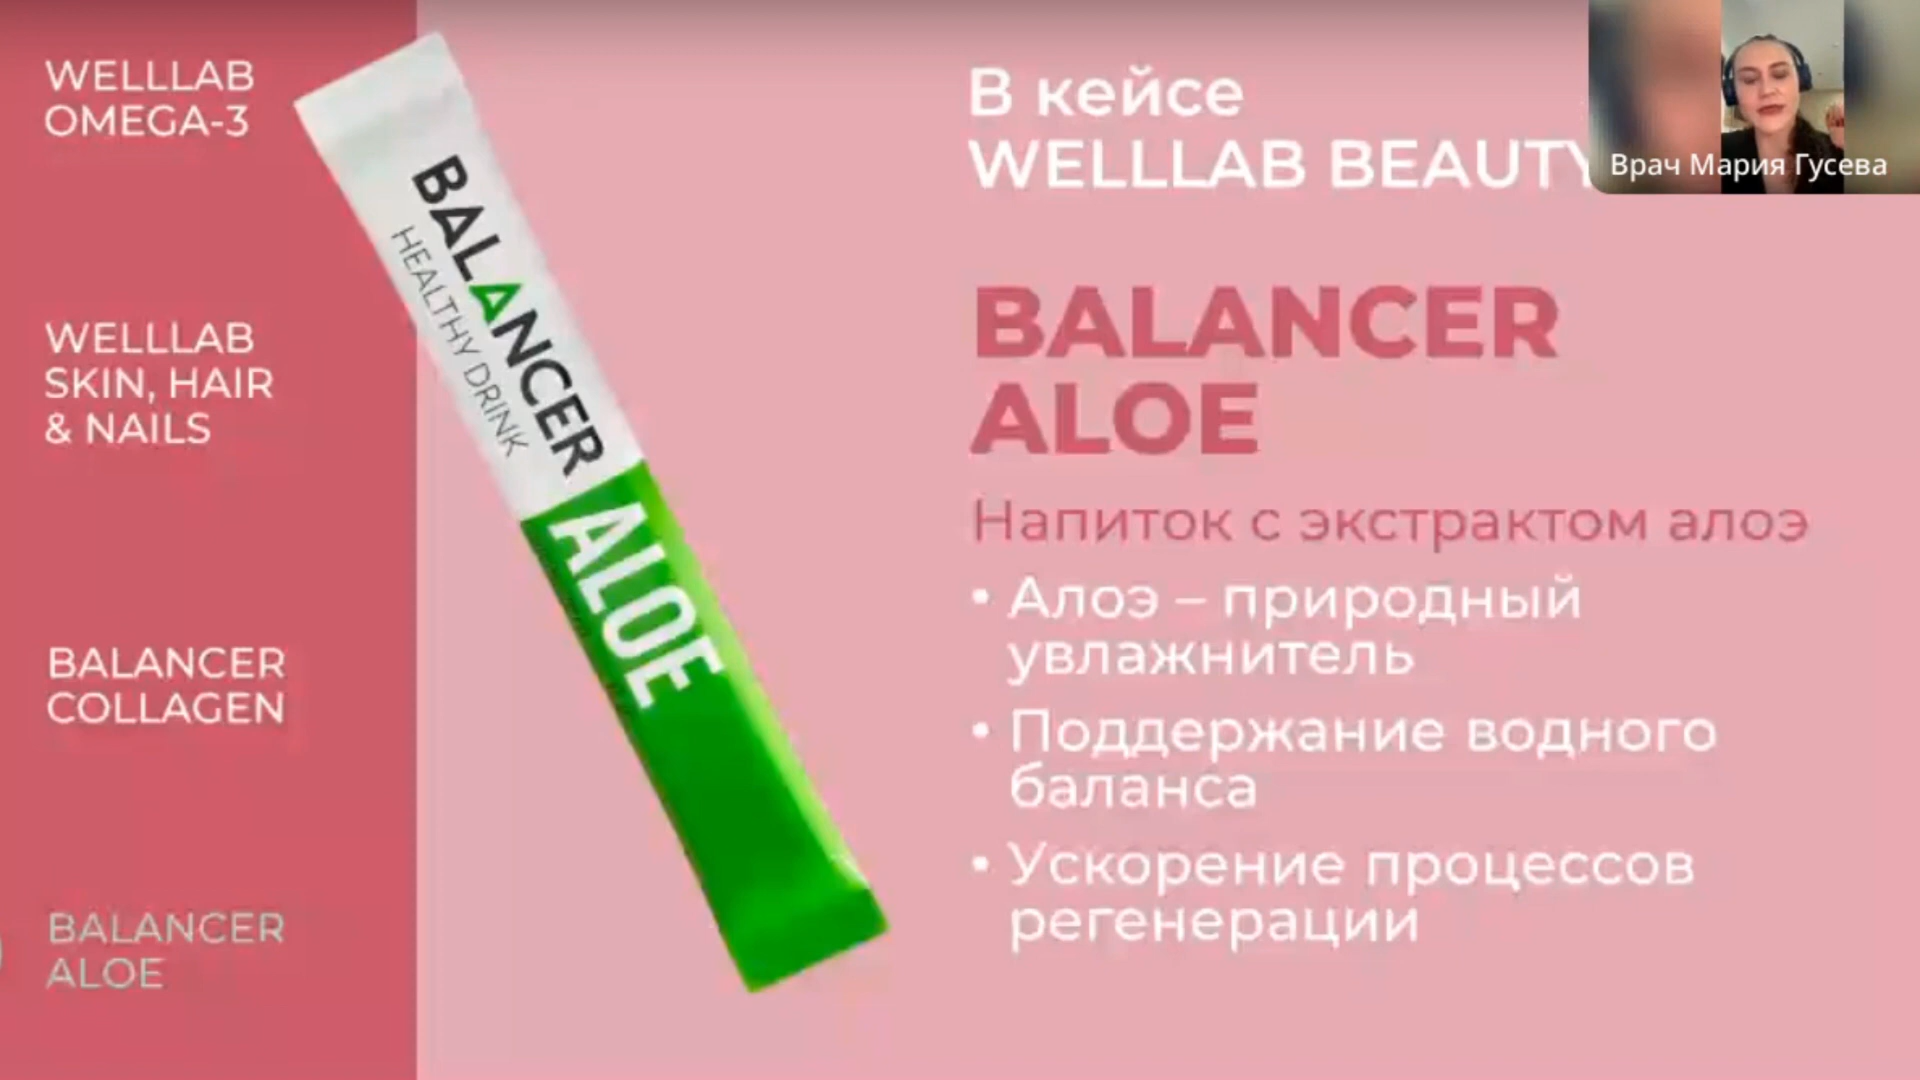 WELLLAB
OMEGA-3
WELLLAB
SKIN, HAIR
& NAILS
BALANCER
COLLAGEN
BALANCER
ALOE
BALANCER
HEALTHY DRINK
ALOE
В кейсе
WELLLAB BEAUTY
Врач Мария Гусева
BALANCER
ALOE
Напиток с экстрактом алоэ
• Алоэ – природный
увлажнитель
• Поддержание водного
баланса
• Ускорение процессов
регенерации